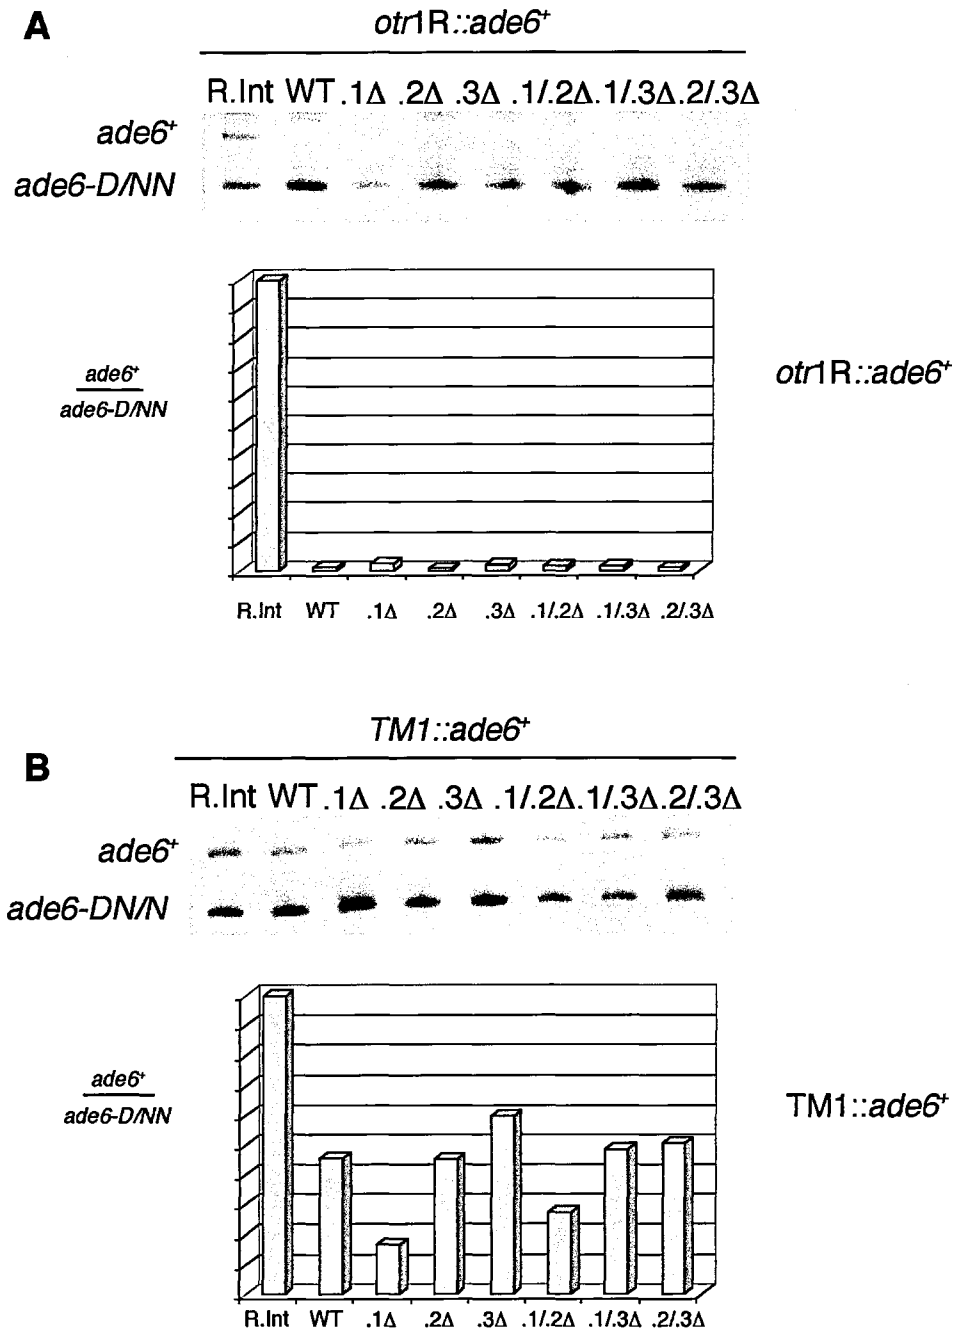 A
otr1R::ade6+
R.Int WT .1Δ .2Δ .3Δ .1/.2Δ .1/.3Δ .2/.3Δ
ade6+
ade6-D/NN
ade6+
ade6-D/NN
otr1R::ade6+
R.Int WT .1Δ .2Δ .3Δ .1/.2Δ .1/.3Δ .2/.3Δ
TM1::ade6+
B
R.Int WT .1Δ .2Δ .3Δ .1/.2Δ .1/.3Δ .2/.3Δ
ade6+
ade6-DN/N
ade6+
ade6-D/NN
TM1::ade6+
R.Int WT .1Δ .2Δ .3Δ .1/.2Δ .1/.3Δ .2/.3Δ